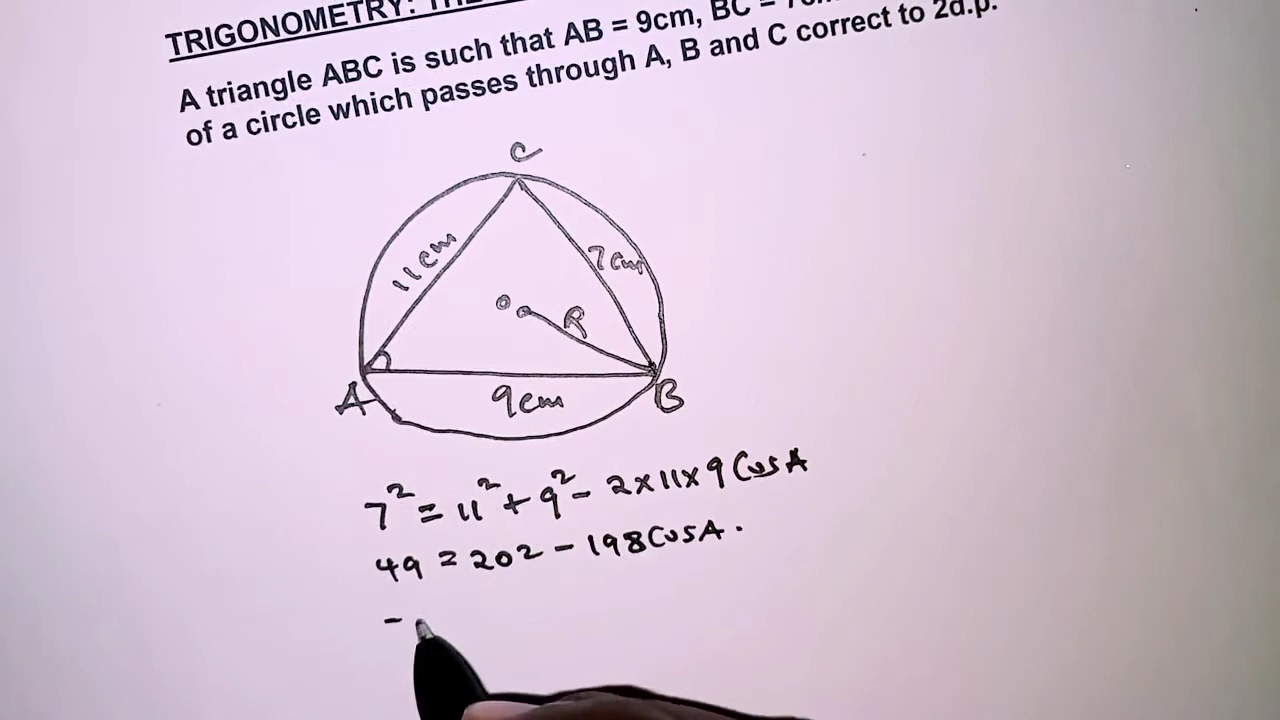 TRIGONOMETRY:
A triangle ABC is such that AB = 9cm, BC =
of a circle which passes through A, B and C correct to 2d.p.
C
11cm
7cm
R
A
9cm
B
7² = 11² + 9² - 2×11×9 CosA
49 = 202 - 198CosA.
-